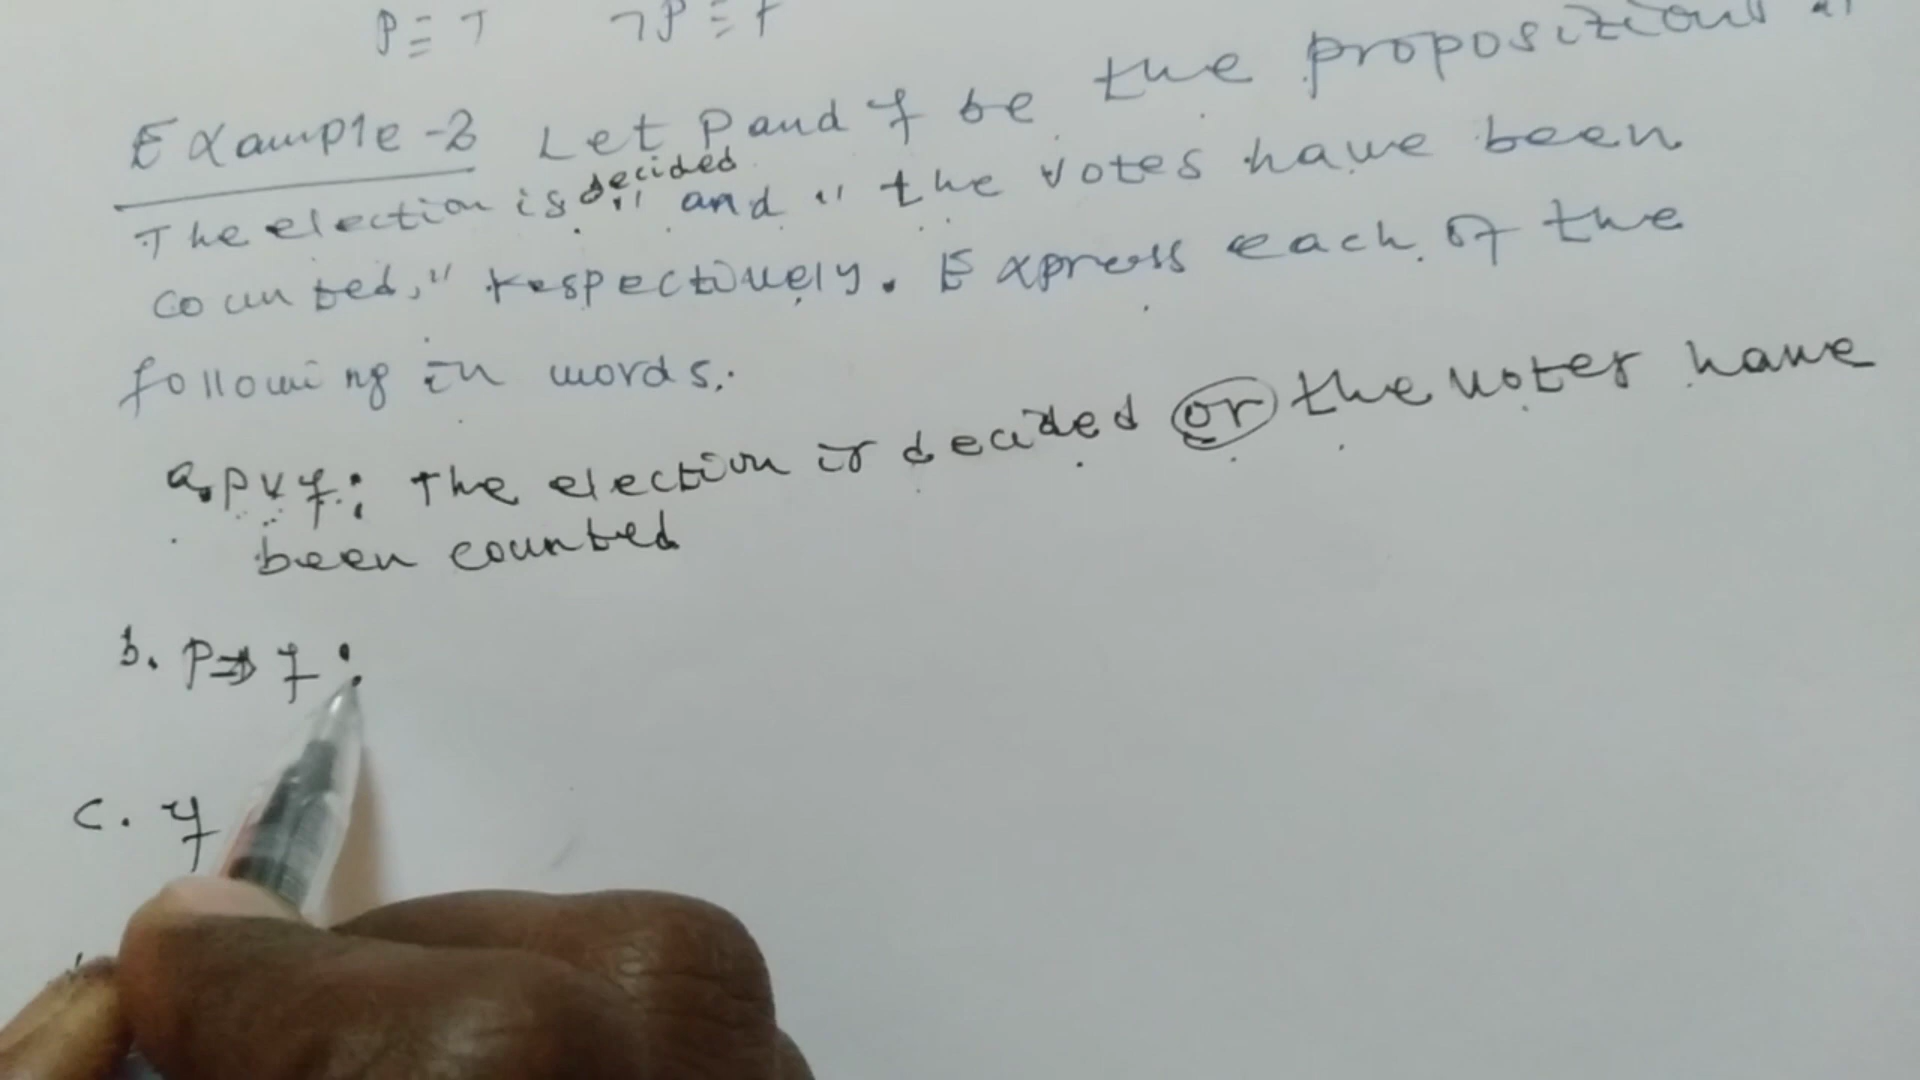 P ≡ T ¬P ≡ F
Example-2 Let P and q be the propositions
The election is decided" and "the votes have been
counted," respectively. Express each of the
following in words.
a. p ∨ q : The election is decided or the votes have
been counted
b. P ⇒ q :
c. q